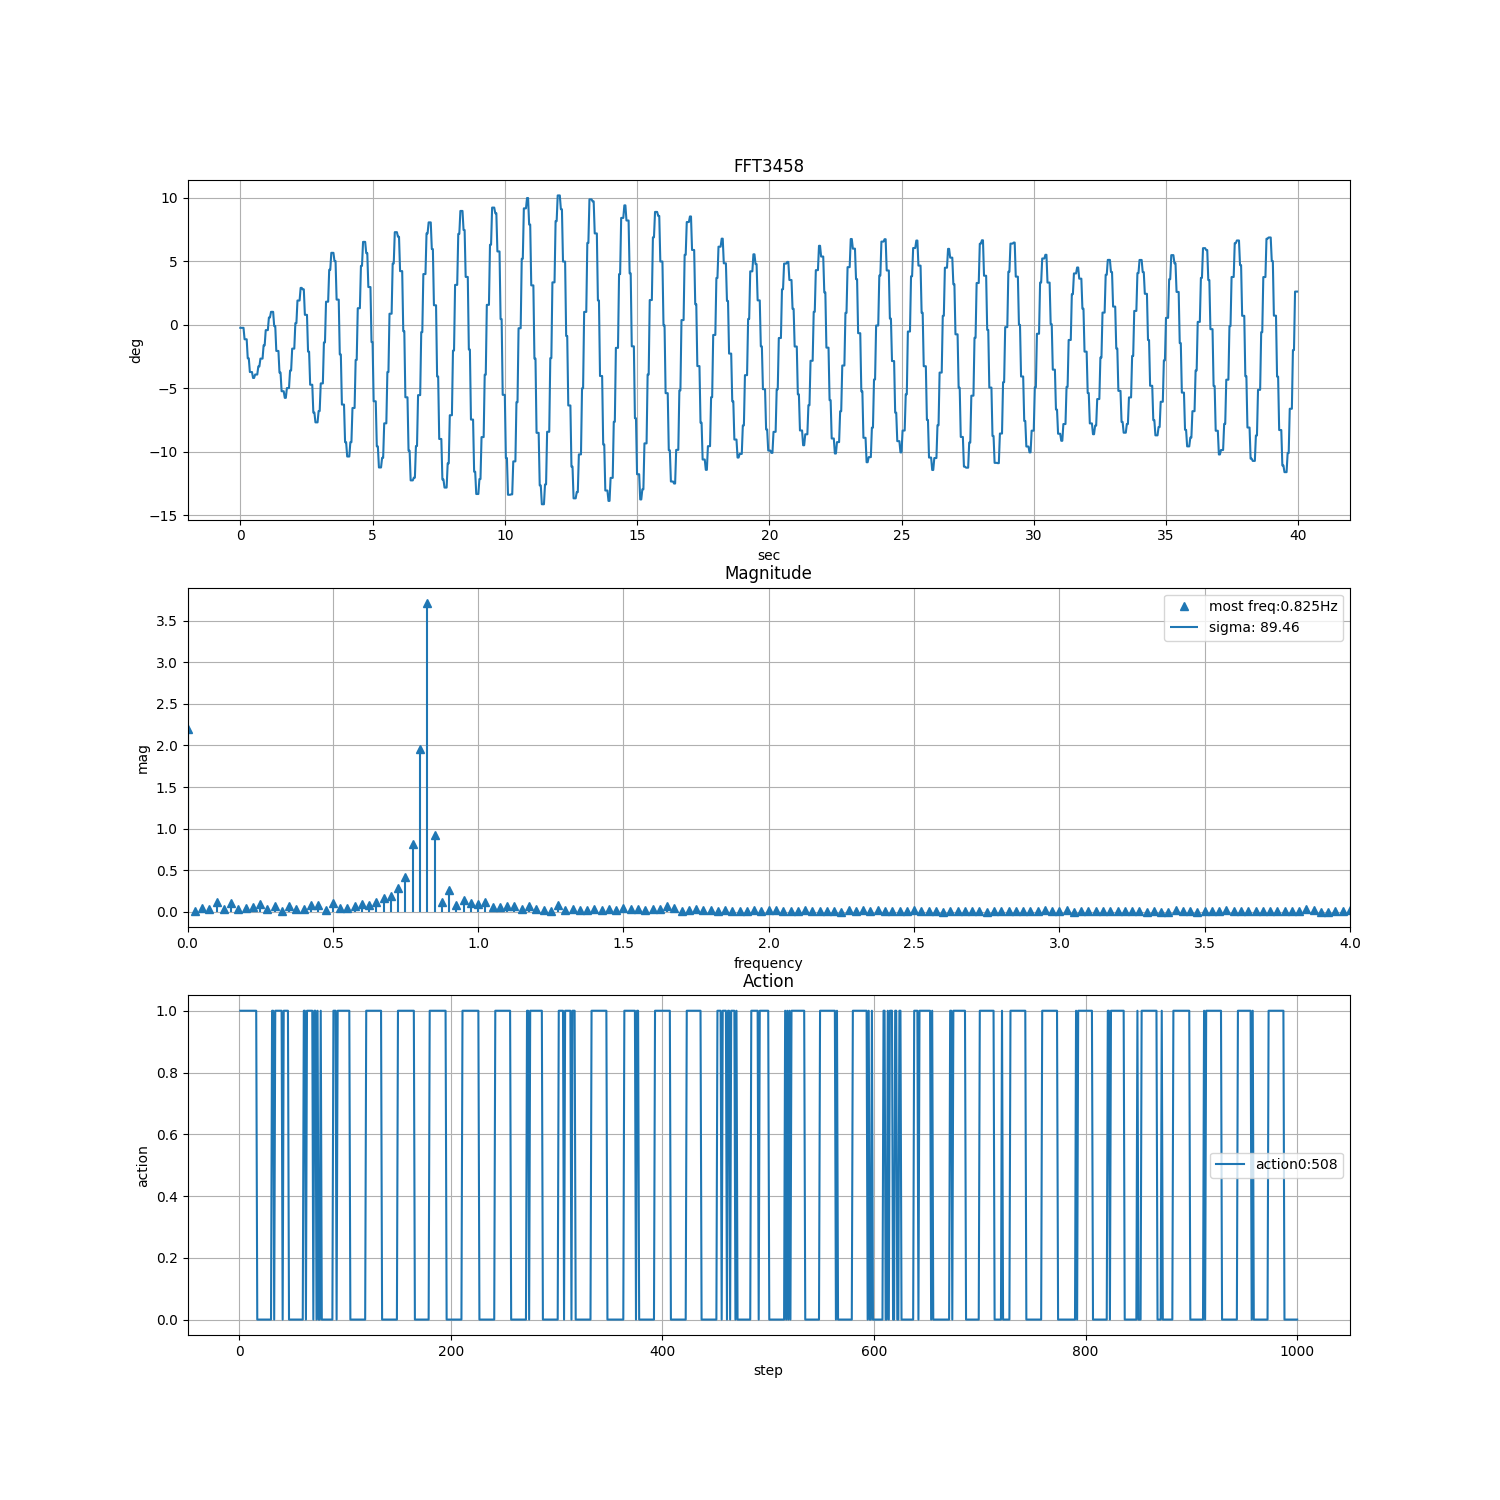 FFT3458
10
5
0
−5
−10
−15
deg
0 5 10 15 20 25 30 35 40
sec
Magnitude
most freq:0.825Hz
sigma: 89.46
3.5
3.0
2.5
2.0
1.5
1.0
0.5
0.0
mag
0.0 0.5 1.0 1.5 2.0 2.5 3.0 3.5 4.0
frequency
Action
1.0
0.8
0.6
0.4
0.2
0.0
action
action0:508
0 200 400 600 800 1000
step